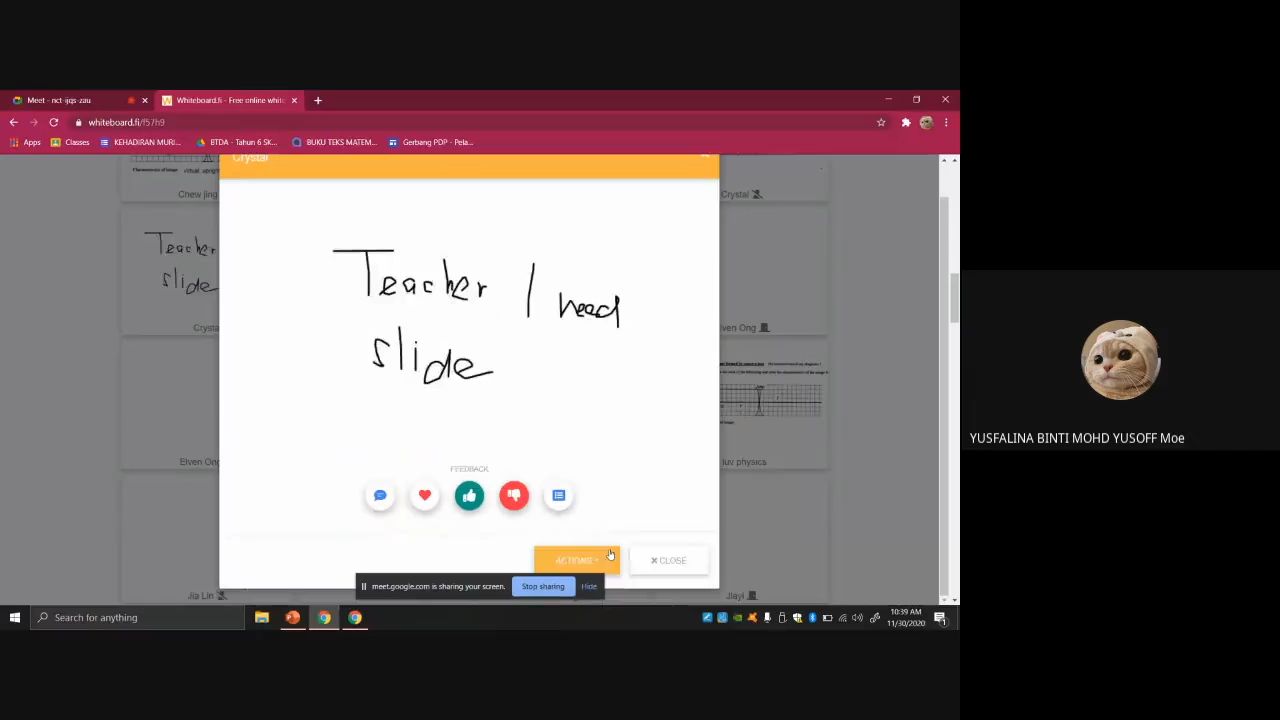 Meet - nct-ijqs-zau
Whiteboard.fi - Free online white
whiteboard.fi/f57h9
Apps
Classes
KEHADIRAN MURI...
BTDA - Tahun 6 SK...
BUKU TEKS MATEM...
Gerbang PDP - Pela...
Crystal
Chew jing
Crystal
Teacher
slide
Teacher I need
slide
Crysta
Elven Ong
YUSFALINA BINTI MOHD YUSOFF Moe
Elven Ong
luv physics
FEEDBACK
ACTIONS
CLOSE
meet.google.com is sharing your screen.
Stop sharing
Hide
Jia Lin
Jiayi
Search for anything
10:39 AM
11/30/2020